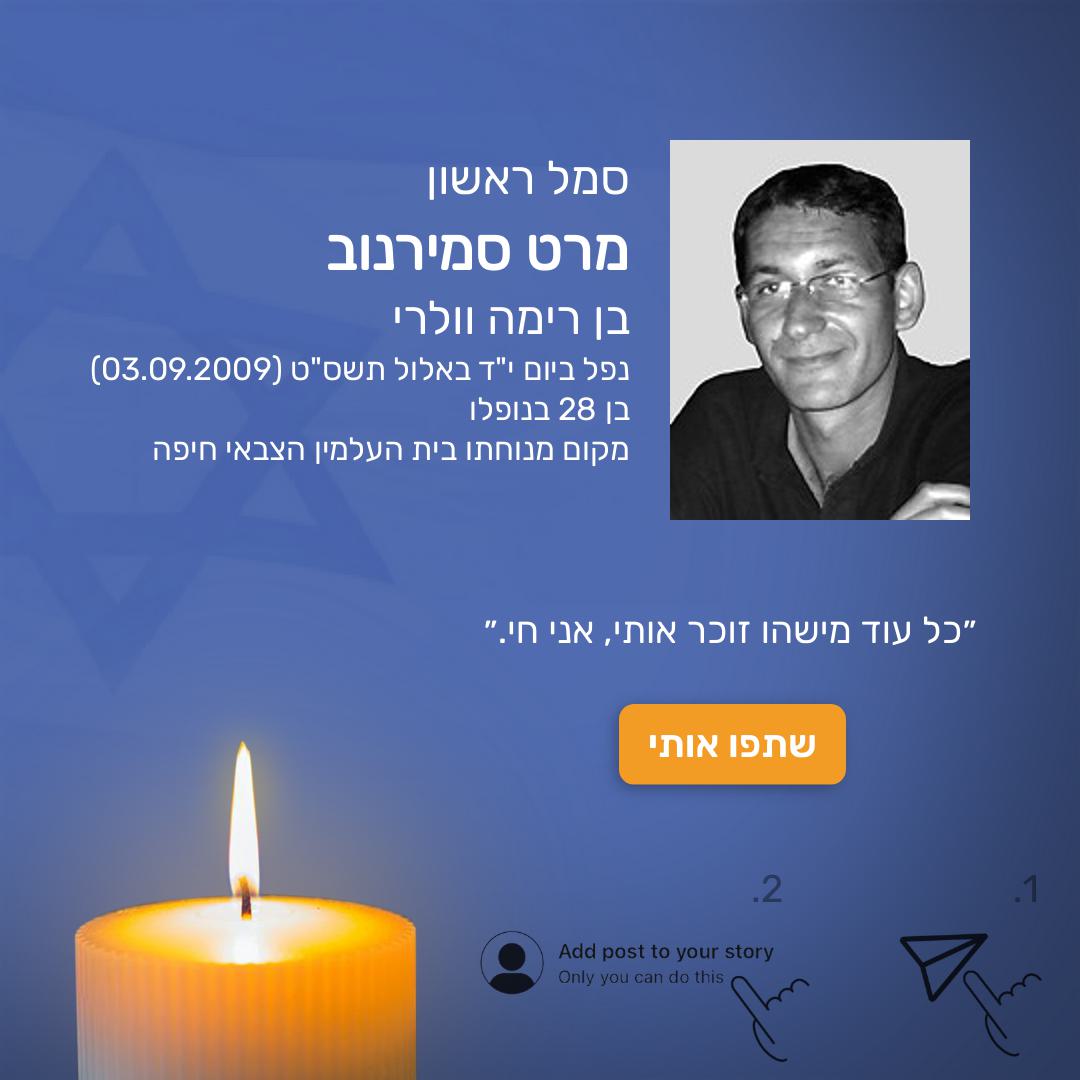 סמל ראשון
מרט סמירנוב
בן רימה וולרי
נפל ביום י"ד באלול תשס"ט (03.09.2009)
בן 28 בנופלו
מקום מנוחתו בית העלמין הצבאי חיפה
״כל עוד מישהו זוכר אותי, אני חי.״
שתפו אותי
1.
2.
Add post to your story
Only you can do this